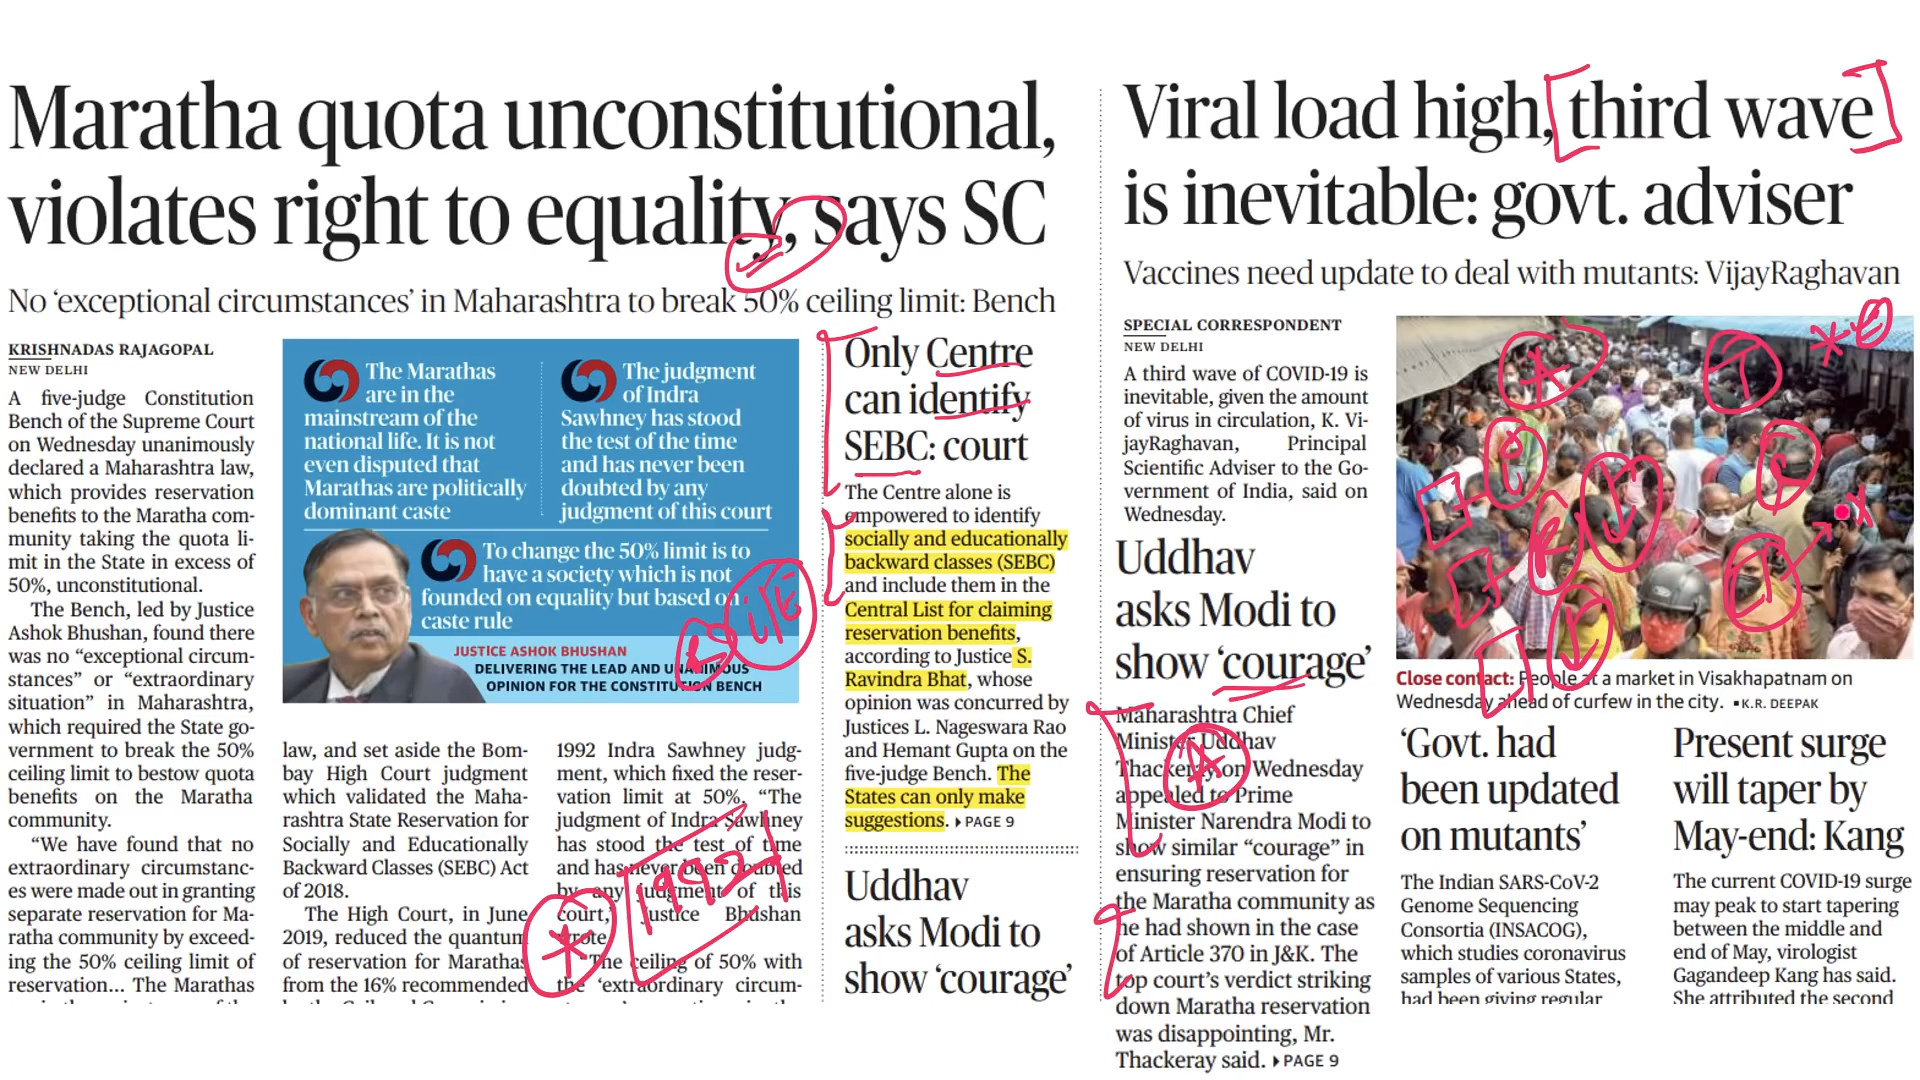 Maratha quota unconstitutional,
violates right to equality, says SC
No ‘exceptional circumstances’ in Maharashtra to break 50% ceiling limit: Bench
KRISHNADAS RAJAGOPAL
NEW DELHI
A five-judge Constitution
Bench of the Supreme Court
on Wednesday unanimously
declared a Maharashtra law,
which provides reservation
benefits to the Maratha com-
munity taking the quota li-
mit in the State in excess of
50%, unconstitutional.
The Bench, led by Justice
Ashok Bhushan, found there
was no “exceptional circum-
stances” or “extraordinary
situation” in Maharashtra,
which required the State go-
vernment to break the 50%
ceiling limit to bestow quota
benefits on the Maratha
community.
“We have found that no
extraordinary circumstanc-
es were made out in granting
separate reservation for Ma-
ratha community by exceed-
ing the 50% ceiling limit of
reservation... The Marathas
The Marathas
are in the
mainstream of the
national life. It is not
even disputed that
Marathas are politically
dominant caste
The judgment
of Indra
Sawhney has stood
the test of the time
and has never been
doubted by any
judgment of this court
To change the 50% limit is to
have a society which is not
founded on equality but based on
caste rule
JUSTICE ASHOK BHUSHAN
DELIVERING THE LEAD AND UNANIMOUS
OPINION FOR THE CONSTITUTION BENCH
law, and set aside the Bom-
bay High Court judgment
which validated the Maha-
rashtra State Reservation for
Socially and Educationally
Backward Classes (SEBC) Act
of 2018.
The High Court, in June
2019, reduced the quantum
of reservation for Marathas
from the 16% recommended
1992 Indra Sawhney judg-
ment, which fixed the reser-
vation limit at 50%. “The
judgment of Indra Sawhney
has stood the test of time
and has never been doubted
by any judgment of this
court,” Justice Bhushan
wrote.
“The ceiling of 50% with
the ‘extraordinary circum-
1992
Only Centre
can identify
SEBC: court
The Centre alone is
empowered to identify
socially and educationally
backward classes (SEBC)
and include them in the
Central List for claiming
reservation benefits,
according to Justice S.
Ravindra Bhat, whose
opinion was concurred by
Justices L. Nageswara Rao
and Hemant Gupta on the
five-judge Bench. The
States can only make
suggestions. PAGE 9
Uddhav
asks Modi to
show ‘courage’
Viral load high, third wave
is inevitable: govt. adviser
Vaccines need update to deal with mutants: VijayRaghavan
SPECIAL CORRESPONDENT
NEW DELHI
A third wave of COVID-19 is
inevitable, given the amount
of virus in circulation, K. Vi-
jayRaghavan, Principal
Scientific Adviser to the Go-
vernment of India, said on
Wednesday.
Uddhav
asks Modi to
show ‘courage’
Maharashtra Chief
Minister Uddhav
Thackeray on Wednesday
appealed to Prime
Minister Narendra Modi to
show similar “courage” in
ensuring reservation for
the Maratha community as
he had shown in the case
of Article 370 in J&K. The
top court’s verdict striking
down Maratha reservation
was disappointing, Mr.
Thackeray said. PAGE 9
Close contact: People at a market in Visakhapatnam on
Wednesday ahead of curfew in the city. K.R. DEEPAK
‘Govt. had
been updated
on mutants’
The Indian SARS-CoV-2
Genome Sequencing
Consortia (INSACOG),
which studies coronavirus
samples of various States,
had been giving regular
Present surge
will taper by
May-end: Kang
The current COVID-19 surge
may peak to start tapering
between the middle and
end of May, virologist
Gagandeep Kang has said.
She attributed the second